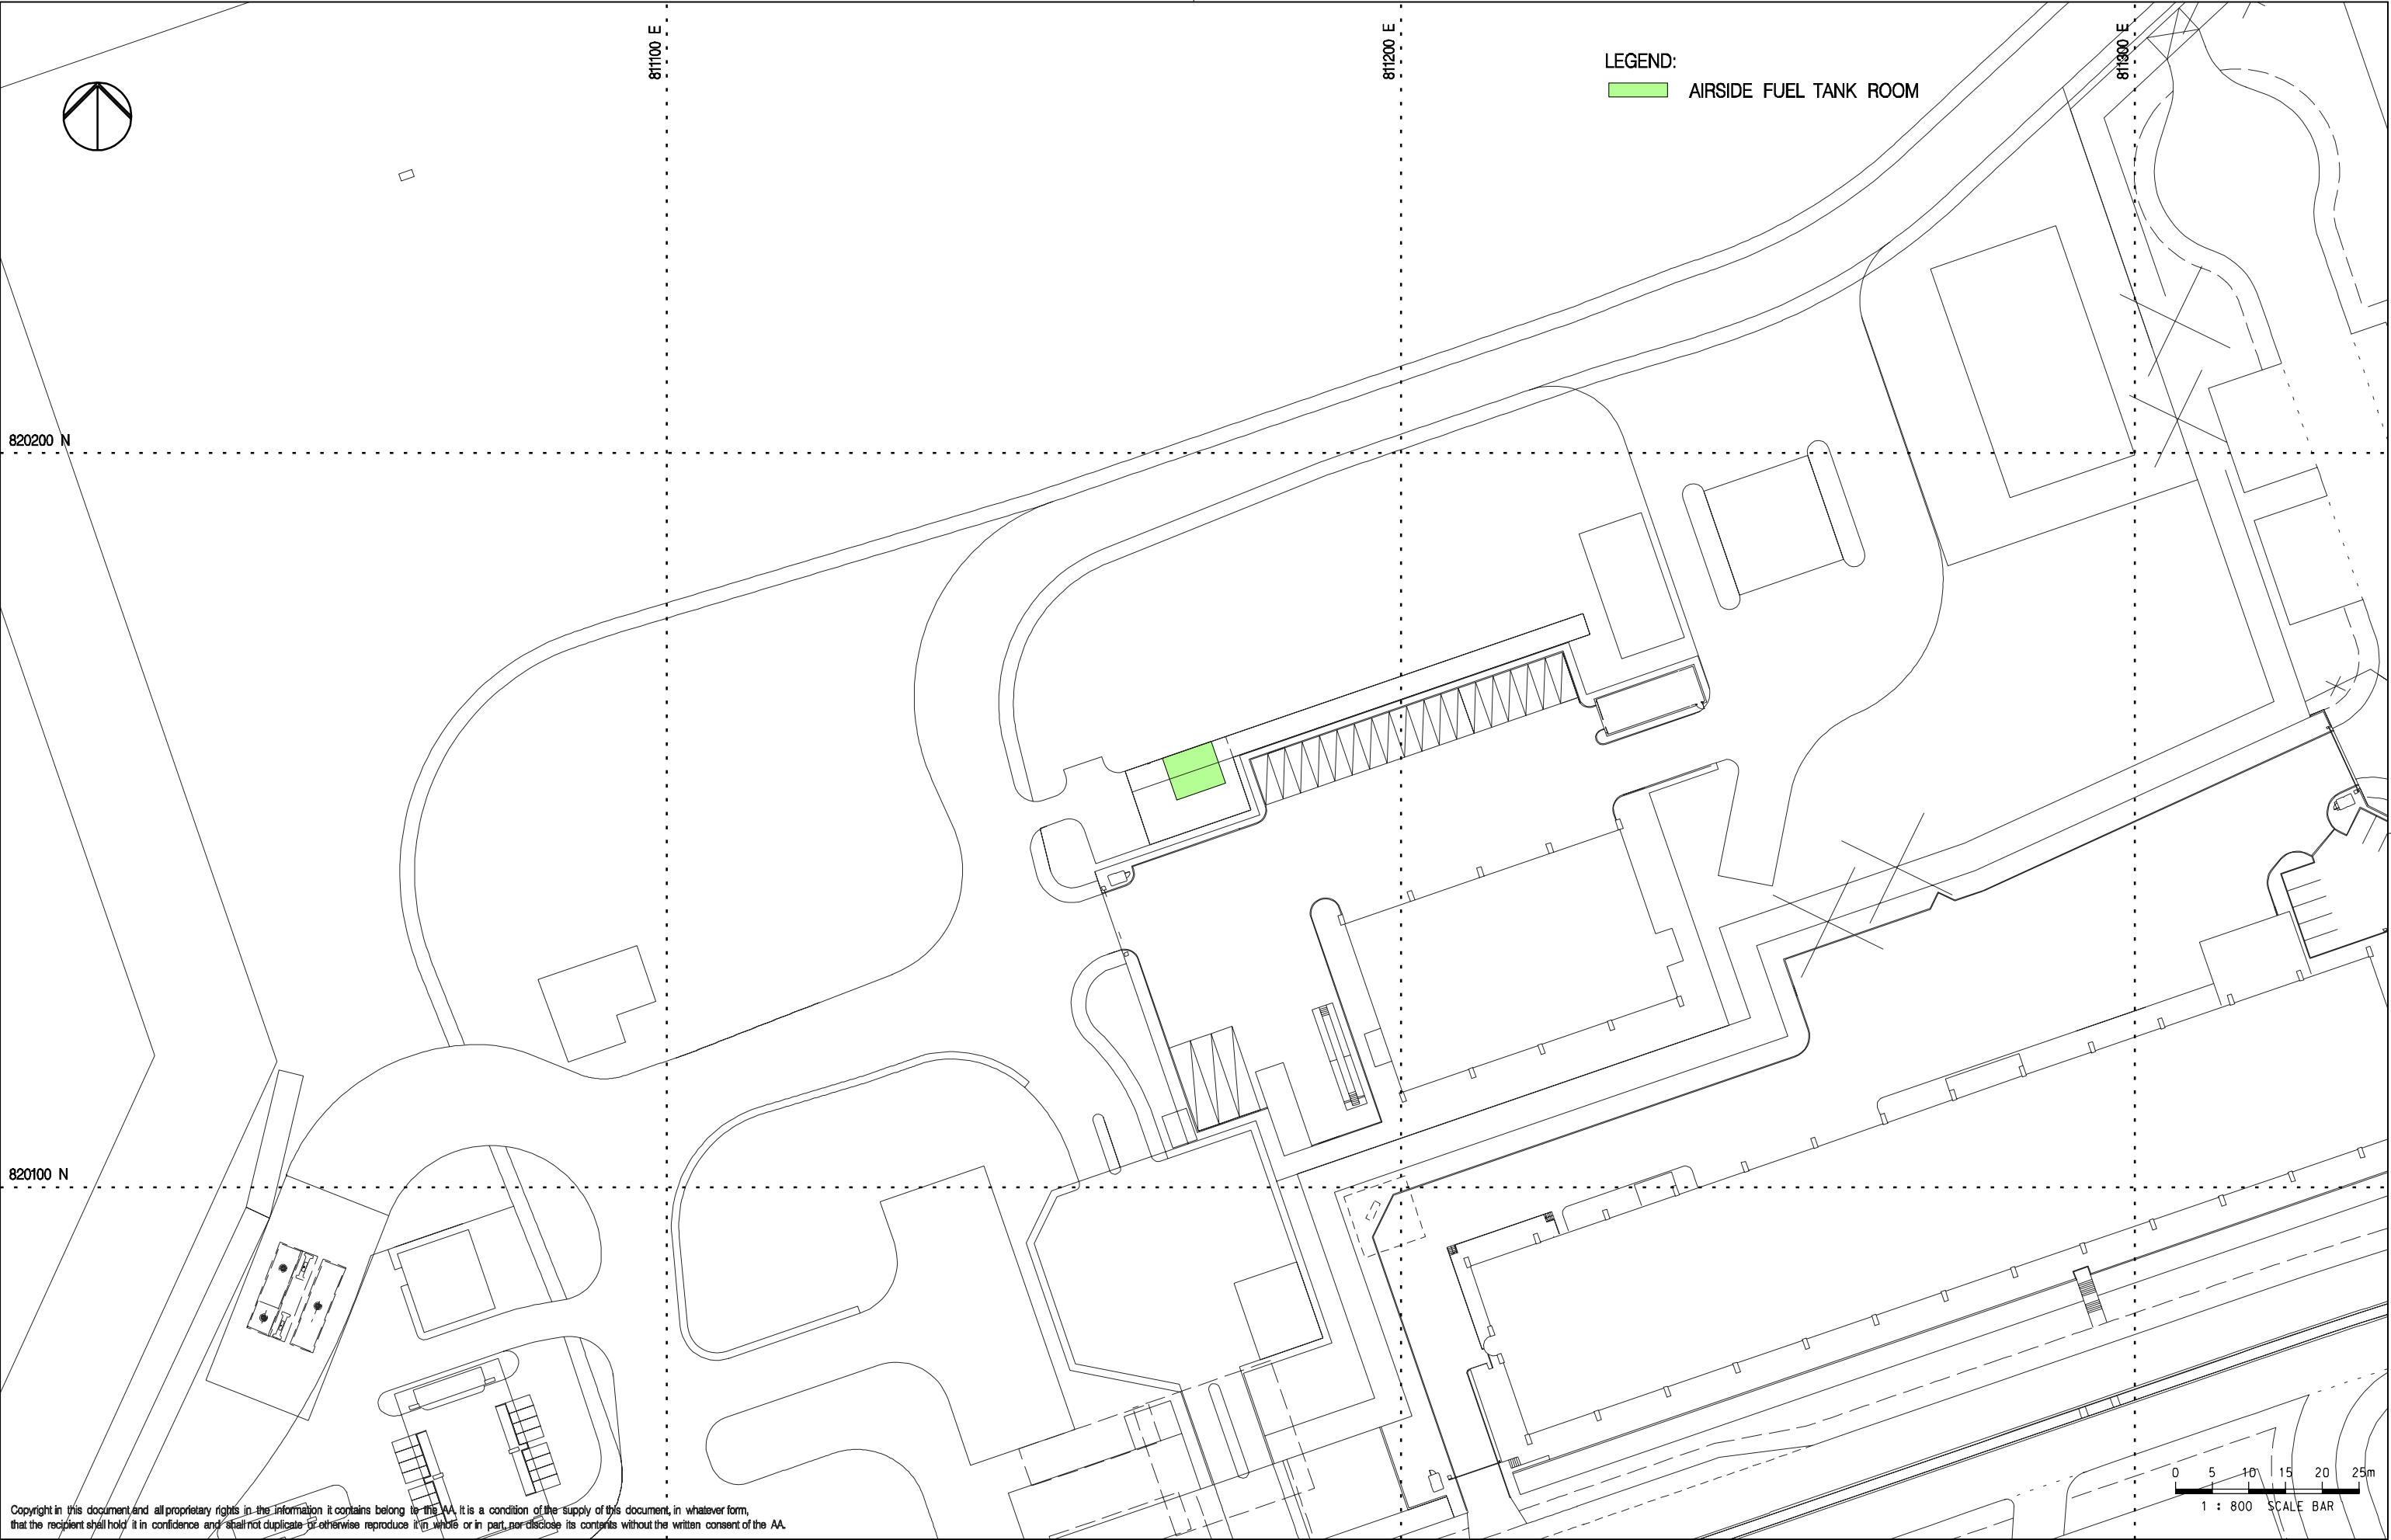 811100 E
811200 E
811300 E
LEGEND:
AIRSIDE FUEL TANK ROOM
820200 N
820100 N
0 5 10 15 20 25m
1 : 800 SCALE BAR
Copyright in this document and all proprietary rights in the information it contains belong to the AA. It is a condition of the supply of this document, in whatever form,
that the recipient shall hold it in confidence and shall not duplicate or otherwise reproduce it in whole or in part, nor disclose its contents without the written consent of the AA.